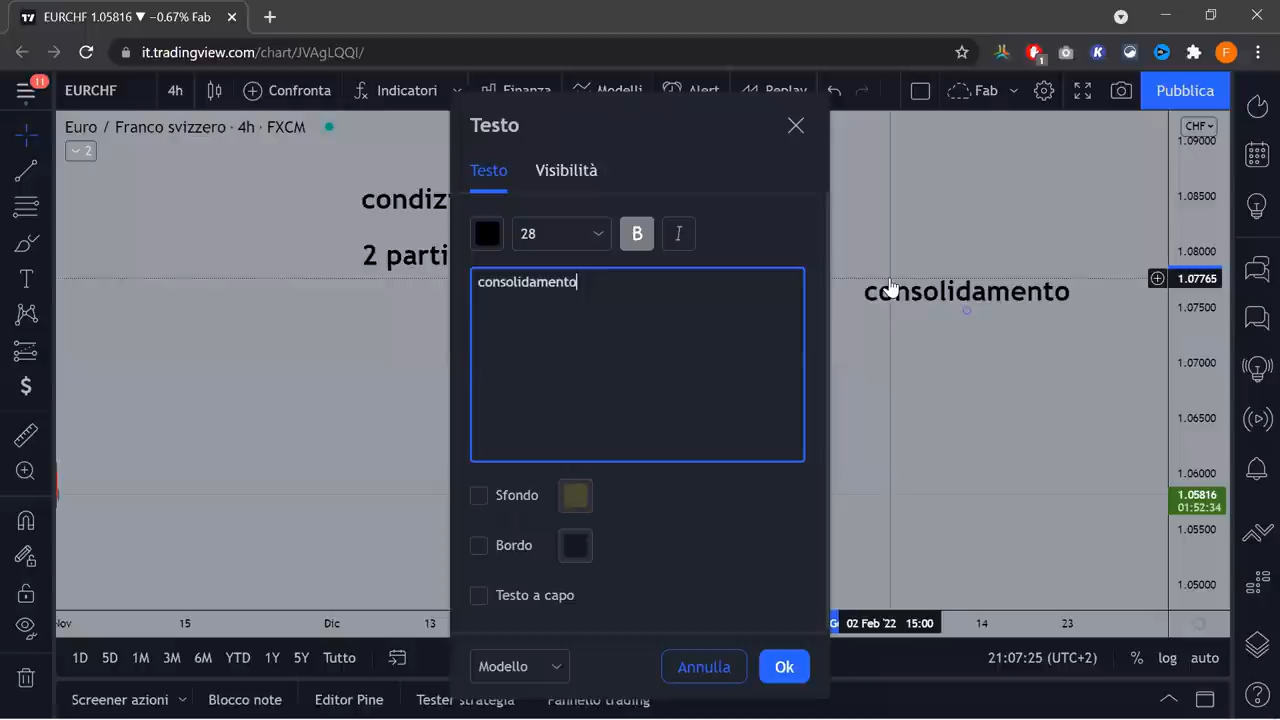 EURCHF 1.05816 ▼ −0.67% Fab
it.tradingview.com/chart/JVAgLQQI/
11
EURCHF 4h Confronta Indicatori Finanza Modelli Alert Replay Fab Pubblica
1
F
Euro / Franco svizzero · 4h · FXCM
2
condiz
2 parti
Testo
Testo Visibilità
28 B I
consolidamento
Sfondo
Bordo
Testo a capo
Modello Annulla Ok
consolidamento
CHF
1.09000
1.08500
1.08000
1.07765
1.07500
1.07000
1.06500
1.06000
1.05816
01:52:34
1.05500
1.05000
15 Dic 13 02 Feb '22 15:00 14 23
1D 5D 1M 3M 6M YTD 1Y 5Y Tutto 21:07:25 (UTC+2) % log auto
Screener azioni Blocco note Editor Pine Tester strategia Pannello trading